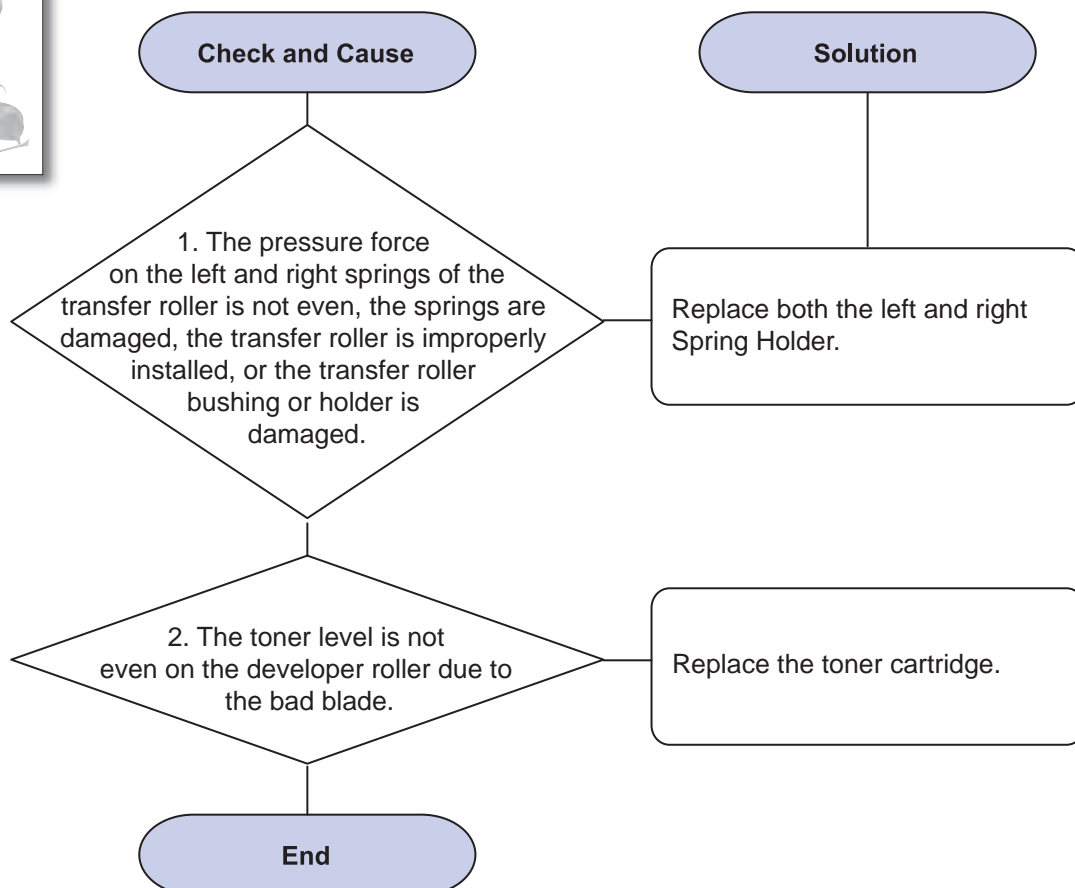 Check and Cause
Solution
1. The pressure force
on the left and right springs of the
transfer roller is not even, the springs are
damaged, the transfer roller is improperly
installed, or the transfer roller
bushing or holder is
damaged.
Replace both the left and right
Spring Holder.
2. The toner level is not
even on the developer roller due to
the bad blade.
Replace the toner cartridge.
End